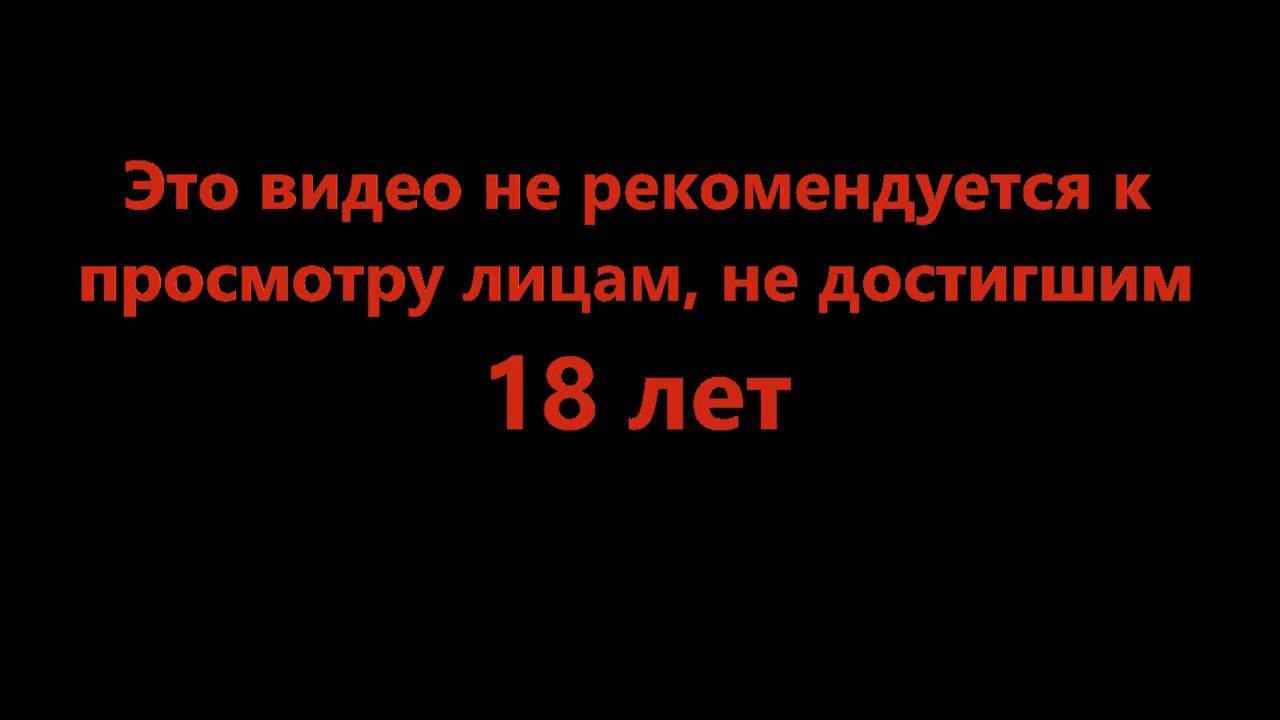 Это видео не рекомендуется к
просмотру лицам, не достигшим
18 лет